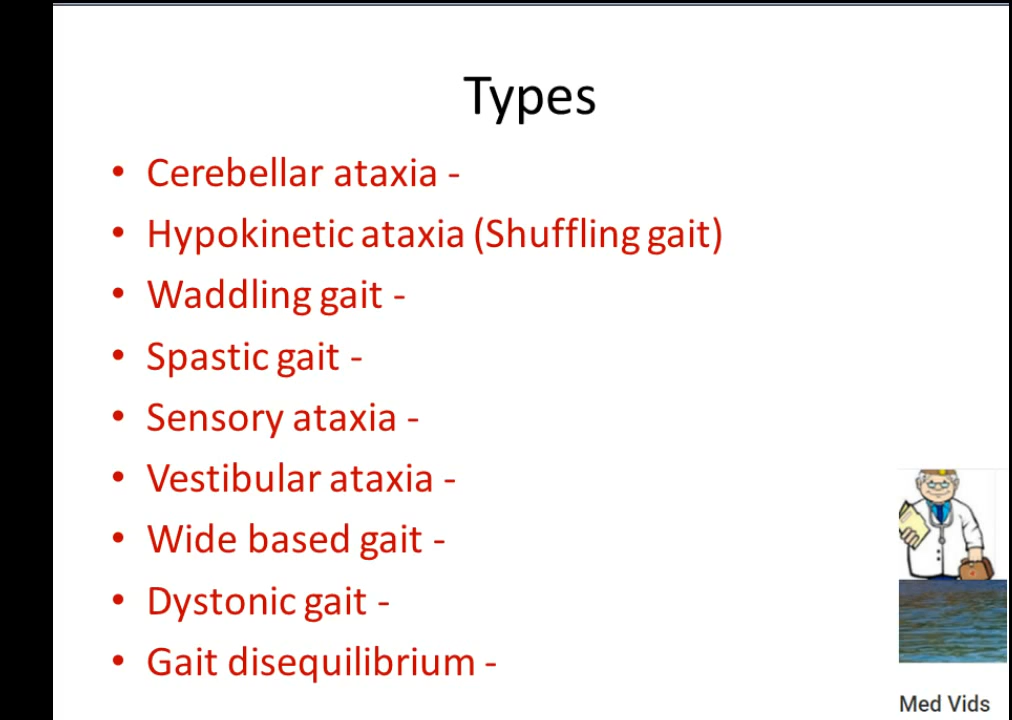 Types
• Cerebellar ataxia -
• Hypokinetic ataxia (Shuffling gait)
• Waddling gait -
• Spastic gait -
• Sensory ataxia -
• Vestibular ataxia -
• Wide based gait -
• Dystonic gait -
• Gait disequilibrium -
Med Vids